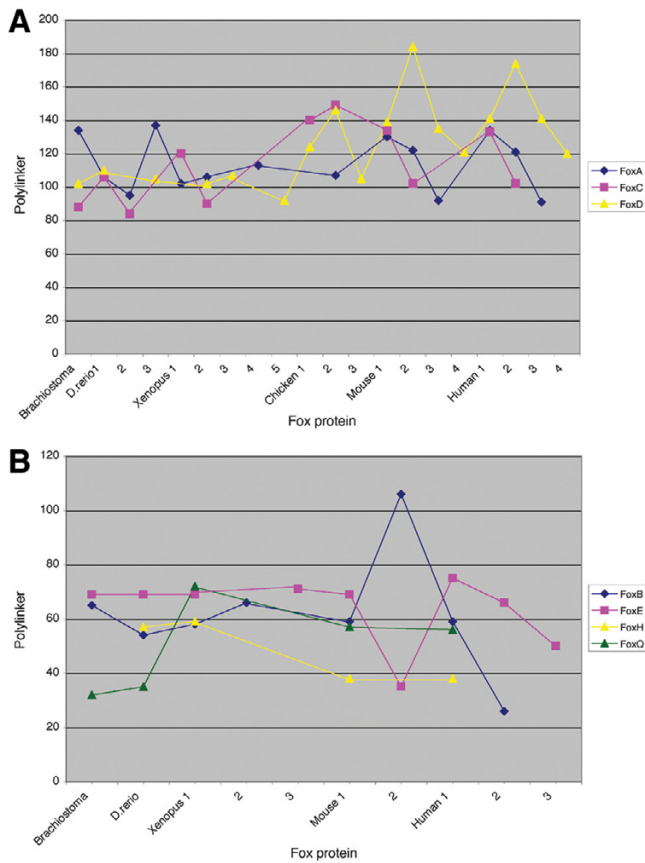 A
200
180
160
140
120
100
80
60
40
20
0
Polylinker
Brachiostoma
D.rerio1
2
3
Xenopus 1
2
3
4
5
Chicken 1
2
3
Mouse 1
2
3
4
Human 1
2
3
4
Fox protein
FoxA
FoxC
FoxD
B
120
100
80
60
40
20
0
Polylinker
Brachiostoma
D.rerio
Xenopus 1
2
3
Mouse 1
2
Human 1
2
3
Fox protein
FoxB
FoxE
FoxH
FoxQ